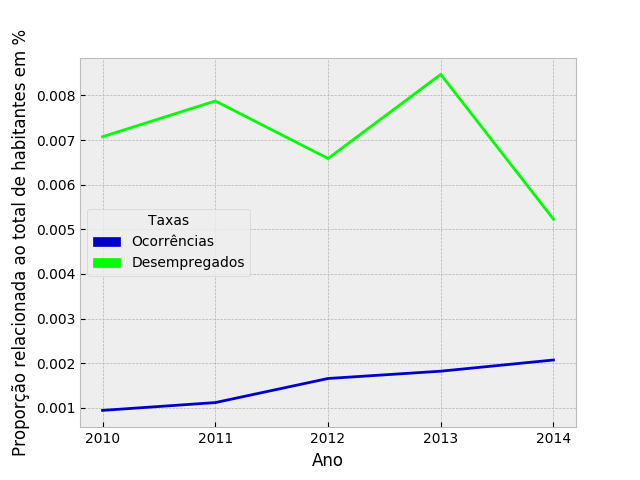 Proporção relacionada ao total de habitantes em %
0.008
0.007
0.006
0.005
0.004
0.003
0.002
0.001
Taxas
Ocorrências
Desempregados
2010 2011 2012 2013 2014
Ano